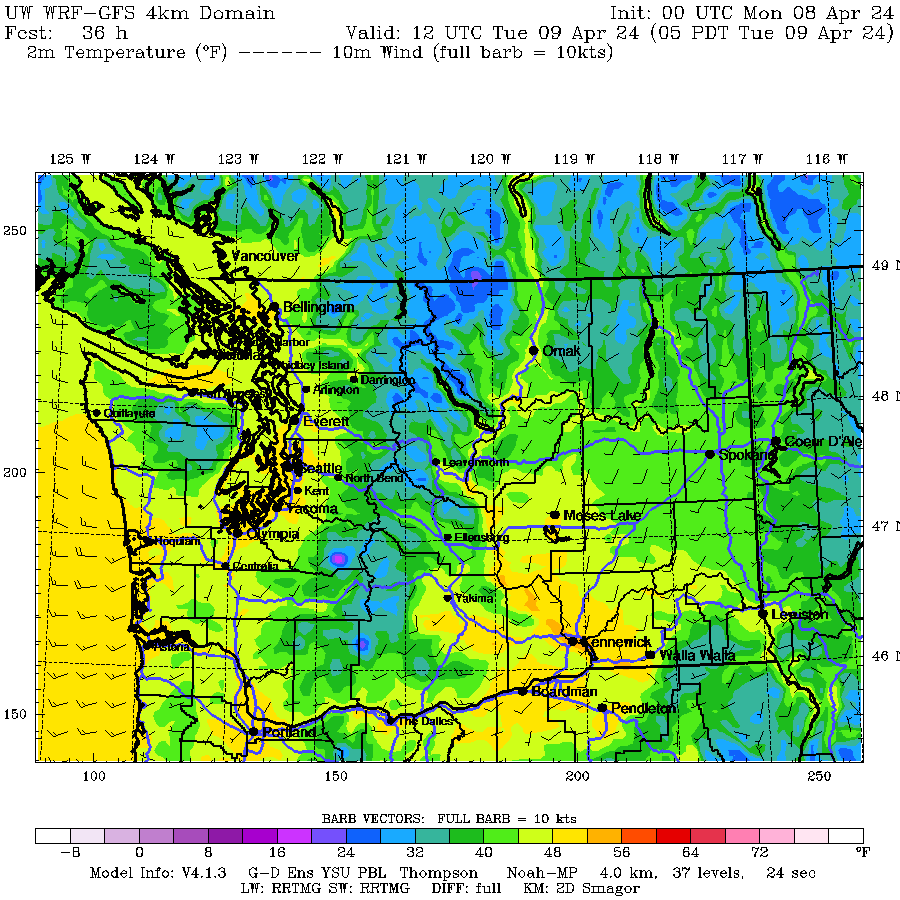 UW WRF-GFS 4km Domain Init: 00 UTC Mon 08 Apr 24
Fcst: 36 h Valid: 12 UTC Tue 09 Apr 24 (05 PDT Tue 09 Apr 24)
2m Temperature (°F) ------ 10m Wind (full barb = 10kts)
125 W 124 W 123 W 122 W 121 W 120 W 119 W 118 W 117 W 116 W
250
Vancouver
49 N
Bellingham
Harbor
Omak
Whidbey Island
Darrington
Arlington
48 N
Quillayute
Everett
Coeur D'Ale
Spokane
Leavenworth
200
Seattle
North Bend
Kent
Tacoma
Moses Lake
47 N
Olympia
Hoquiam
Ellensburg
Centralia
Yakima
Lewiston
Kennewick
Astoria
Walla Walla
46 N
Boardman
Pendleton
150
The Dalles
Portland
100 150 200 250
BARB VECTORS: FULL BARB = 10 kts
-8 0 8 16 24 32 40 48 56 64 72 °F
Model Info: V4.1.3 G-D Ens YSU PBL Thompson Noah-MP 4.0 km, 37 levels, 24 sec
LW: RRTMG SW: RRTMG DIFF: full KM: 2D Smagor